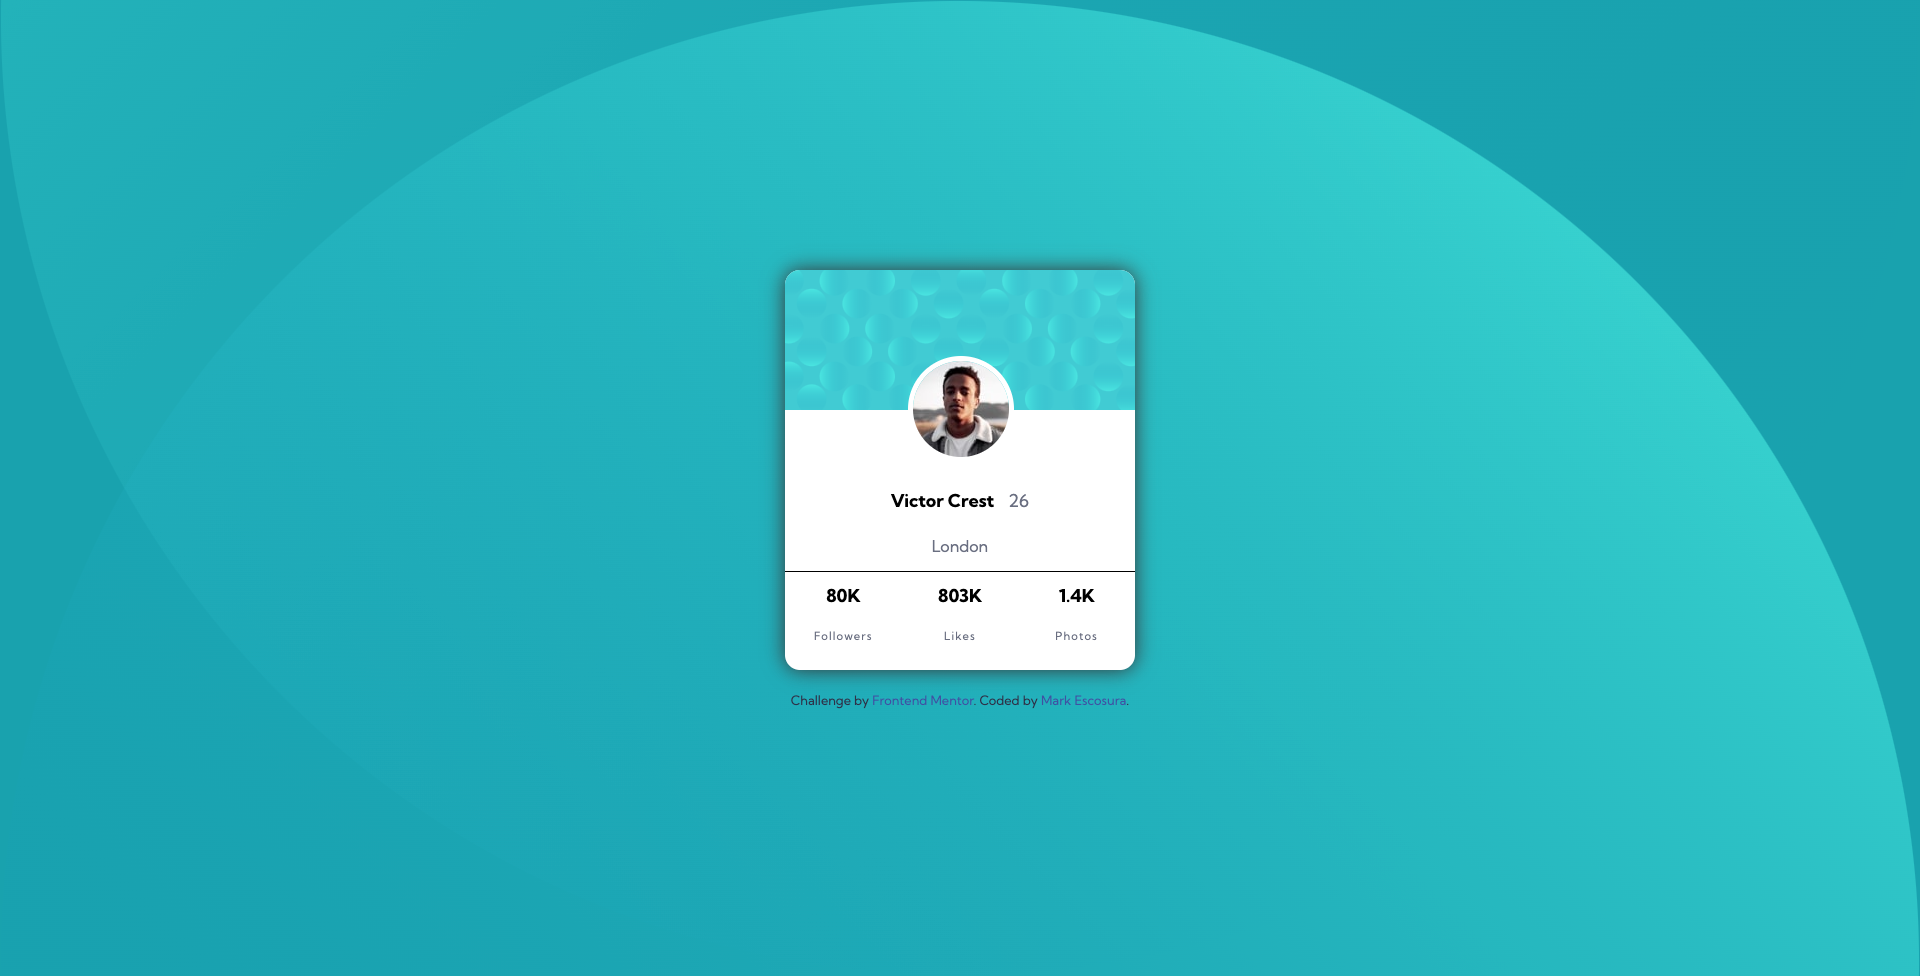 Victor Crest 26
London
80K 803K 1.4K
Followers Likes Photos
Challenge by Frontend Mentor. Coded by Mark Escosura.